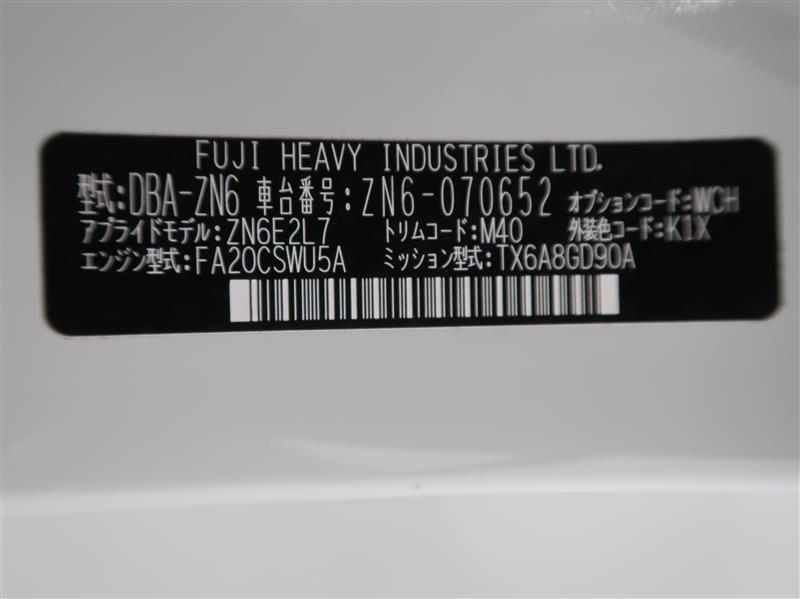 FUJI HEAVY INDUSTRIES LTD.
型式:DBA-ZN6 車台番号:ZN6-070652 オプションコード:WCH
アプライドモデル:ZN6E2L7 トリムコード:M40 外装色コード:K1X
エンジン型式:FA20CSWU5A ミッション型式:TX6A8GD90A